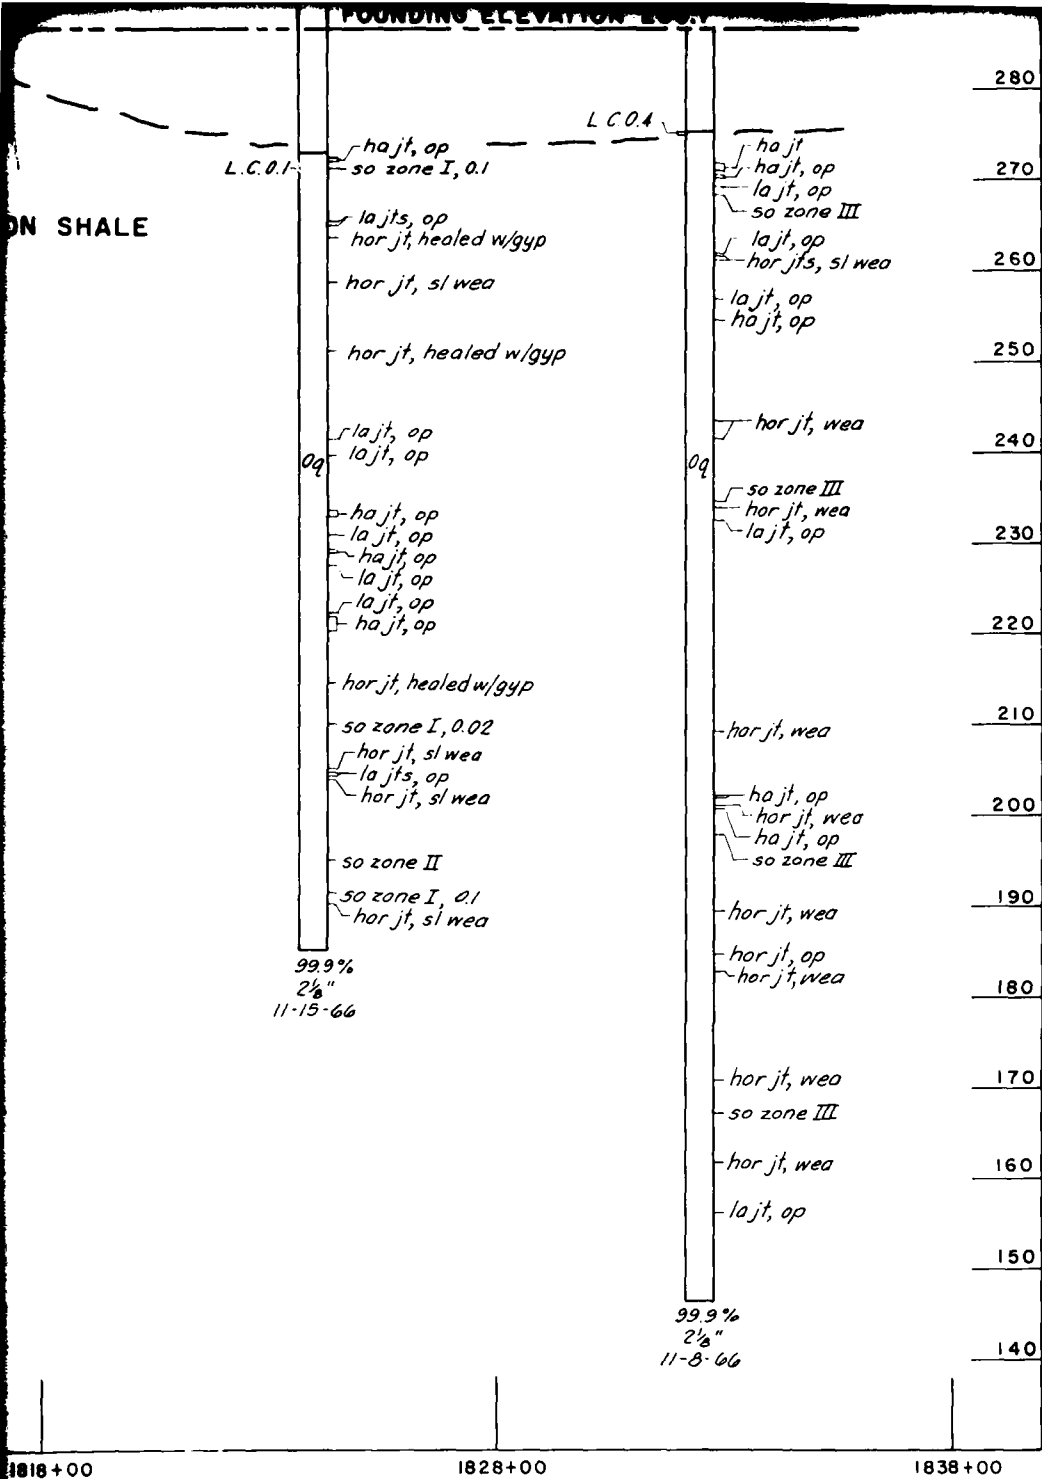 FOUNDING ELEVATION
ON SHALE
L.C.0.1
ha jt, op
so zone I, 0.1
la jts, op
hor jt, healed w/gyp
hor jt, sl wea
hor jt, healed w/gyp
la jt, op
la jt, op
Oq
ha jt, op
la jt, op
ha jt, op
la jt, op
la jt, op
ha jt, op
hor jt, healed w/gyp
so zone I, 0.02
hor jt, sl wea
la jts, op
hor jt, sl wea
so zone II
so zone I, 0.1
hor jt, sl wea
99.9%
2⅛"
11-15-66
L.C.0.4
ha jt
ha jt, op
la jt, op
so zone III
la jt, op
hor jts, sl wea
la jt, op
ha jt, op
hor jt, wea
Oq
so zone III
hor jt, wea
la jt, op
hor jt, wea
ha jt, op
hor jt, wea
ha jt, op
so zone III
hor jt, wea
hor jt, op
hor jt, wea
hor jt, wea
so zone III
hor jt, wea
la jt, op
99.9%
2⅛"
11-8-66
280
270
260
250
240
230
220
210
200
190
180
170
160
150
140
1818+00
1828+00
1838+00